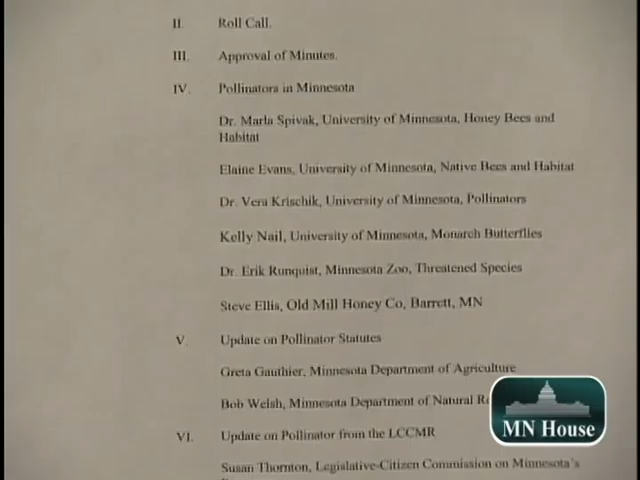 II. Roll Call.
III. Approval of Minutes.
IV. Pollinators in Minnesota
Dr. Marla Spivak, University of Minnesota, Honey Bees and
Habitat
Elaine Evans, University of Minnesota, Native Bees and Habitat
Dr. Vera Krischik, University of Minnesota, Pollinators
Kelly Nail, University of Minnesota, Monarch Butterflies
Dr. Erik Runquist, Minnesota Zoo, Threatened Species
Steve Ellis, Old Mill Honey Co, Barrett, MN
V. Update on Pollinator Statutes
Greta Gauthier, Minnesota Department of Agriculture
Bob Welsh, Minnesota Department of Natural
VI. Update on Pollinator from the LCCMR
Susan Thornton, Legislative-Citizen Commission on Minnesota's
MN House